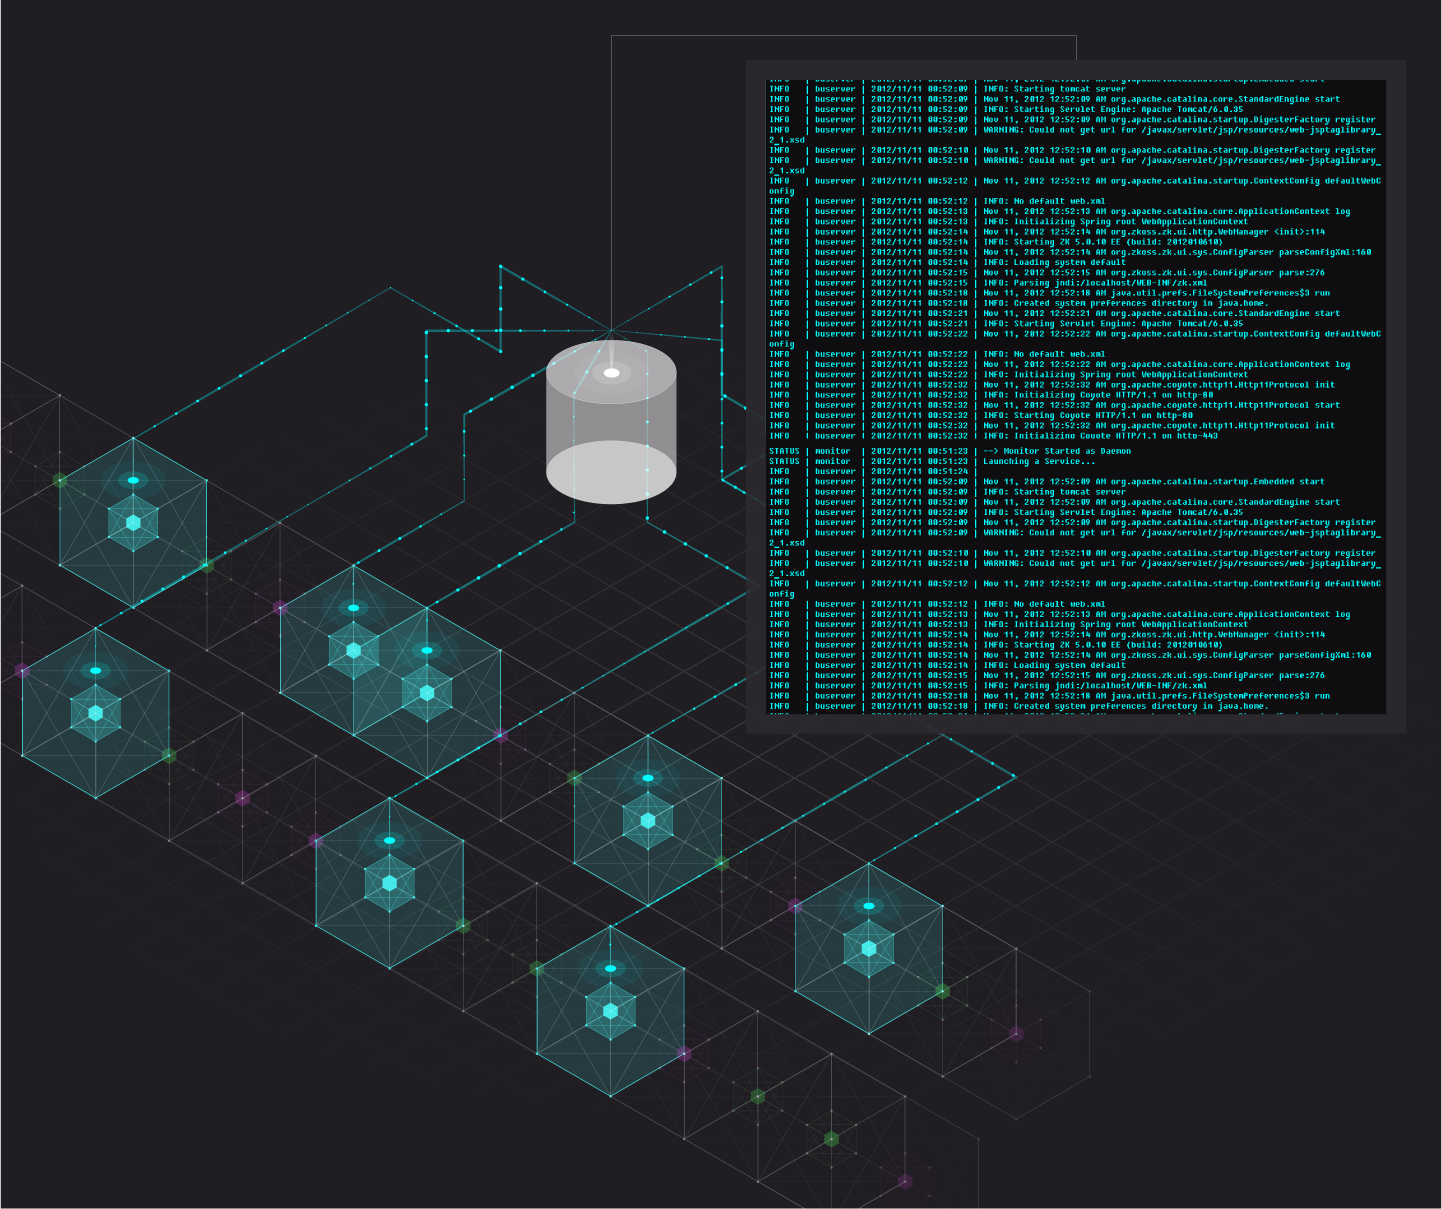 INFO | buserver | 2012/11/11 00:52:09 | INFO: Starting tomcat server
INFO | buserver | 2012/11/11 00:52:09 | Nov 11, 2012 12:52:09 AM org.apache.catalina.core.StandardEngine start
INFO | buserver | 2012/11/11 00:52:09 | INFO: Starting Servlet Engine: Apache Tomcat/6.0.35
INFO | buserver | 2012/11/11 00:52:09 | Nov 11, 2012 12:52:09 AM org.apache.catalina.startup.DigesterFactory register
INFO | buserver | 2012/11/11 00:52:09 | WARNING: Could not get url for /javax/servlet/jsp/resources/web-jsptaglibrary_
2_1.xsd
INFO | buserver | 2012/11/11 00:52:10 | Nov 11, 2012 12:52:10 AM org.apache.catalina.startup.DigesterFactory register
INFO | buserver | 2012/11/11 00:52:10 | WARNING: Could not get url for /javax/servlet/jsp/resources/web-jsptaglibrary_
2_1.xsd
INFO | buserver | 2012/11/11 00:52:12 | Nov 11, 2012 12:52:12 AM org.apache.catalina.startup.ContextConfig defaultWebC
onfig
INFO | buserver | 2012/11/11 00:52:12 | INFO: No default web.xml
INFO | buserver | 2012/11/11 00:52:13 | Nov 11, 2012 12:52:13 AM org.apache.catalina.core.ApplicationContext log
INFO | buserver | 2012/11/11 00:52:13 | INFO: Initializing Spring root WebApplicationContext
INFO | buserver | 2012/11/11 00:52:14 | Nov 11, 2012 12:52:14 AM org.zkoss.zk.ui.http.WebManager <init>:114
INFO | buserver | 2012/11/11 00:52:14 | INFO: Starting ZK 5.0.10 EE (build: 2012010610)
INFO | buserver | 2012/11/11 00:52:14 | Nov 11, 2012 12:52:14 AM org.zkoss.zk.ui.sys.ConfigParser parseConfigXml:160
INFO | buserver | 2012/11/11 00:52:14 | INFO: Loading system default
INFO | buserver | 2012/11/11 00:52:15 | Nov 11, 2012 12:52:15 AM org.zkoss.zk.ui.sys.ConfigParser parse:276
INFO | buserver | 2012/11/11 00:52:15 | INFO: Parsing jndi:/localhost/WEB-INF/zk.xml
INFO | buserver | 2012/11/11 00:52:18 | Nov 11, 2012 12:52:18 AM java.util.prefs.FileSystemPreferences$3 run
INFO | buserver | 2012/11/11 00:52:18 | INFO: Created system preferences directory in java.home.
INFO | buserver | 2012/11/11 00:52:21 | Nov 11, 2012 12:52:21 AM org.apache.catalina.core.StandardEngine start
INFO | buserver | 2012/11/11 00:52:21 | INFO: Starting Servlet Engine: Apache Tomcat/6.0.35
INFO | buserver | 2012/11/11 00:52:22 | Nov 11, 2012 12:52:22 AM org.apache.catalina.startup.ContextConfig defaultWebC
onfig
INFO | buserver | 2012/11/11 00:52:22 | INFO: No default web.xml
INFO | buserver | 2012/11/11 00:52:22 | Nov 11, 2012 12:52:22 AM org.apache.catalina.core.ApplicationContext log
INFO | buserver | 2012/11/11 00:52:22 | INFO: Initializing Spring root WebApplicationContext
INFO | buserver | 2012/11/11 00:52:32 | Nov 11, 2012 12:52:32 AM org.apache.coyote.http11.Http11Protocol init
INFO | buserver | 2012/11/11 00:52:32 | INFO: Initializing Coyote HTTP/1.1 on http-80
INFO | buserver | 2012/11/11 00:52:32 | Nov 11, 2012 12:52:32 AM org.apache.coyote.http11.Http11Protocol start
INFO | buserver | 2012/11/11 00:52:32 | INFO: Starting Coyote HTTP/1.1 on http-80
INFO | buserver | 2012/11/11 00:52:32 | Nov 11, 2012 12:52:32 AM org.apache.coyote.http11.Http11Protocol init
INFO | buserver | 2012/11/11 00:52:32 | INFO: Initializing Coyote HTTP/1.1 on http-443
STATUS | monitor | 2012/11/11 00:51:23 | --> Monitor Started as Daemon
STATUS | monitor | 2012/11/11 00:51:23 | Launching a Service...
INFO | buserver | 2012/11/11 00:51:24 |
INFO | buserver | 2012/11/11 00:52:09 | Nov 11, 2012 12:52:09 AM org.apache.catalina.startup.Embedded start
INFO | buserver | 2012/11/11 00:52:09 | INFO: Starting tomcat server
INFO | buserver | 2012/11/11 00:52:09 | Nov 11, 2012 12:52:09 AM org.apache.catalina.core.StandardEngine start
INFO | buserver | 2012/11/11 00:52:09 | INFO: Starting Servlet Engine: Apache Tomcat/6.0.35
INFO | buserver | 2012/11/11 00:52:09 | Nov 11, 2012 12:52:09 AM org.apache.catalina.startup.DigesterFactory register
INFO | buserver | 2012/11/11 00:52:09 | WARNING: Could not get url for /javax/servlet/jsp/resources/web-jsptaglibrary_
2_1.xsd
INFO | buserver | 2012/11/11 00:52:10 | Nov 11, 2012 12:52:10 AM org.apache.catalina.startup.DigesterFactory register
INFO | buserver | 2012/11/11 00:52:10 | WARNING: Could not get url for /javax/servlet/jsp/resources/web-jsptaglibrary_
2_1.xsd
INFO | buserver | 2012/11/11 00:52:12 | Nov 11, 2012 12:52:12 AM org.apache.catalina.startup.ContextConfig defaultWebC
onfig
INFO | buserver | 2012/11/11 00:52:12 | INFO: No default web.xml
INFO | buserver | 2012/11/11 00:52:13 | Nov 11, 2012 12:52:13 AM org.apache.catalina.core.ApplicationContext log
INFO | buserver | 2012/11/11 00:52:13 | INFO: Initializing Spring root WebApplicationContext
INFO | buserver | 2012/11/11 00:52:14 | Nov 11, 2012 12:52:14 AM org.zkoss.zk.ui.http.WebManager <init>:114
INFO | buserver | 2012/11/11 00:52:14 | INFO: Starting ZK 5.0.10 EE (build: 2012010610)
INFO | buserver | 2012/11/11 00:52:14 | Nov 11, 2012 12:52:14 AM org.zkoss.zk.ui.sys.ConfigParser parseConfigXml:160
INFO | buserver | 2012/11/11 00:52:14 | INFO: Loading system default
INFO | buserver | 2012/11/11 00:52:15 | Nov 11, 2012 12:52:15 AM org.zkoss.zk.ui.sys.ConfigParser parse:276
INFO | buserver | 2012/11/11 00:52:15 | INFO: Parsing jndi:/localhost/WEB-INF/zk.xml
INFO | buserver | 2012/11/11 00:52:18 | Nov 11, 2012 12:52:18 AM java.util.prefs.FileSystemPreferences$3 run
INFO | buserver | 2012/11/11 00:52:18 | INFO: Created system preferences directory in java.home.